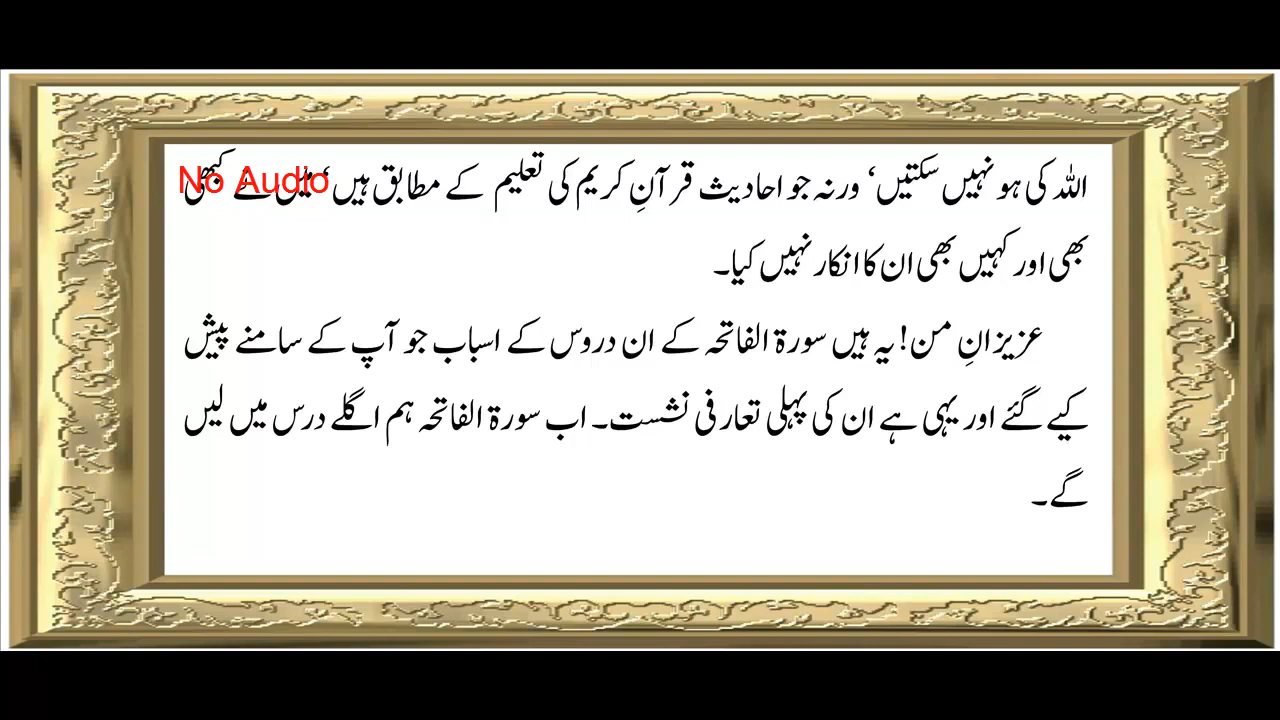 اللہ کی ہو نہیں سکتیں‘ ورنہ جو احادیث قرآنِ کریم کی تعلیم کے مطابق ہیں‘ میں نے کبھی
No Audio
بھی اور کہیں بھی ان کا انکار نہیں کیا۔
عزیزانِ من! یہ ہیں سورۃ الفاتحہ کے ان دروس کے اسباب جو آپ کے سامنے پیش
کیے گئے اور یہی ہے ان کی پہلی تعارفی نشست۔ اب سورۃ الفاتحہ ہم اگلے درس میں لیں
گے۔